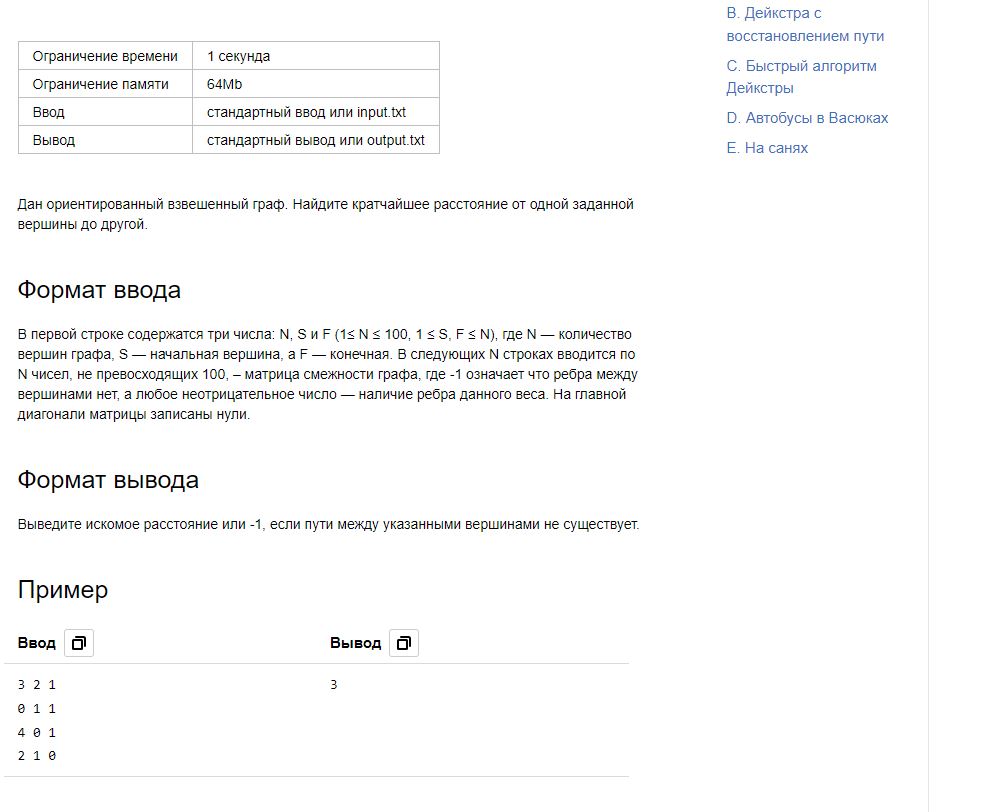 Ограничение времени 1 секунда
Ограничение памяти 64Mb
Ввод стандартный ввод или input.txt
Вывод стандартный вывод или output.txt
Дан ориентированный взвешенный граф. Найдите кратчайшее расстояние от одной заданной
вершины до другой.
Формат ввода
В первой строке содержатся три числа: N, S и F (1≤ N ≤ 100, 1 ≤ S, F ≤ N), где N — количество
вершин графа, S — начальная вершина, а F — конечная. В следующих N строках вводится по
N чисел, не превосходящих 100, – матрица смежности графа, где -1 означает что ребра между
вершинами нет, а любое неотрицательное число — наличие ребра данного веса. На главной
диагонали матрицы записаны нули.
Формат вывода
Выведите искомое расстояние или -1, если пути между указанными вершинами не существует.
Пример
Ввод Вывод
3 2 1 3
0 1 1
4 0 1
2 1 0
B. Дейкстра с
восстановлением пути
C. Быстрый алгоритм
Дейкстры
D. Автобусы в Васюках
E. На санях